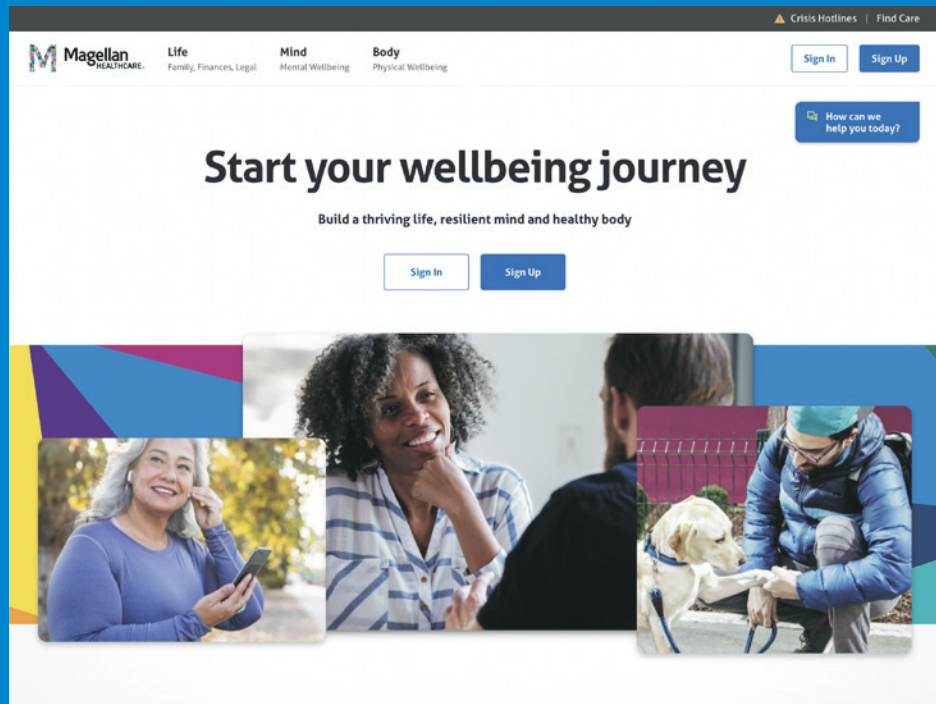 Crisis Hotlines | Find Care
Magellan
HEALTHCARE.
Life
Family, Finances, Legal
Mind
Mental Wellbeing
Body
Physical Wellbeing
Sign In
Sign Up
How can we
help you today?
Start your wellbeing journey
Build a thriving life, resilient mind and healthy body
Sign In
Sign Up